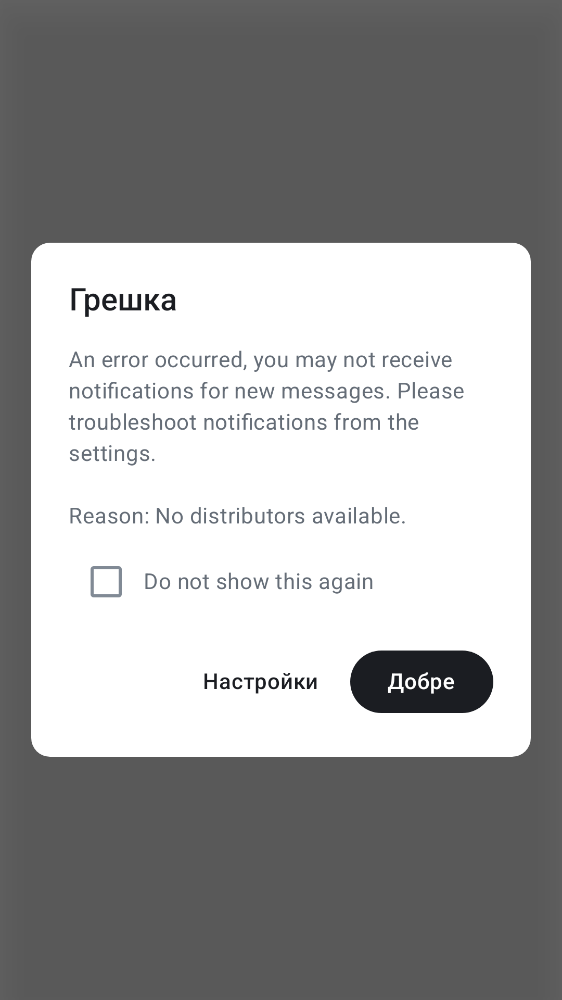 Грешка
An error occurred, you may not receive
notifications for new messages. Please
troubleshoot notifications from the
settings.
Reason: No distributors available.
Do not show this again
Настройки
Добре